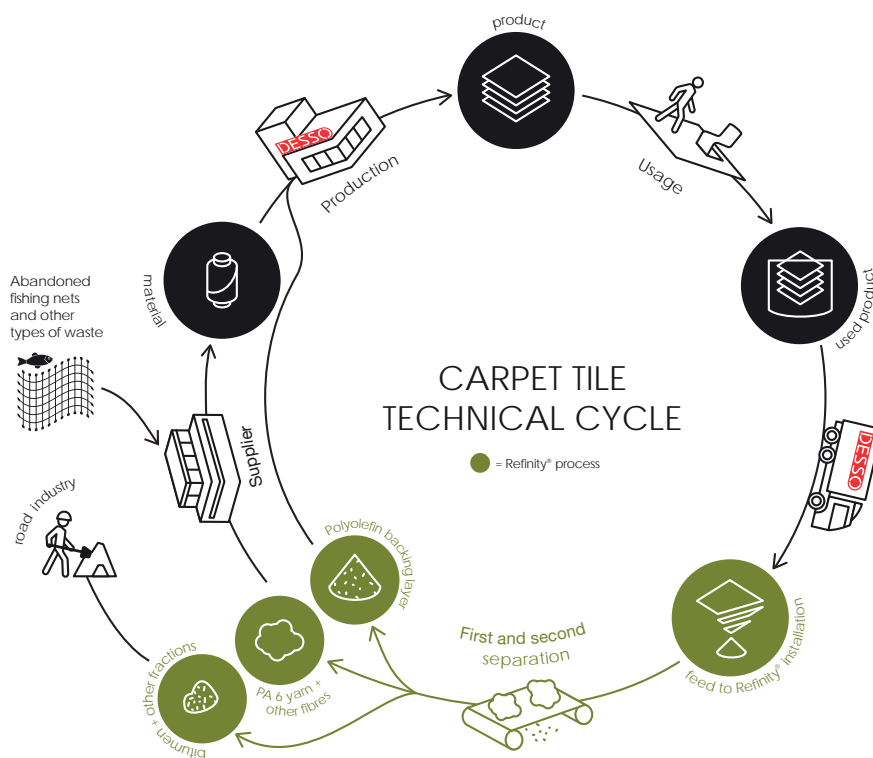 product
DESSO
Production
Usage
material
used product
Abandoned
fishing nets
and other
types of waste
CARPET TILE
TECHNICAL CYCLE
= Refinity® process
DESSO
Supplier
road industry
Polyolefin backing layer
First and second
separation
feed to Refinity® installation
PA 6 yarn +
other fibres
bitumen + other fractions